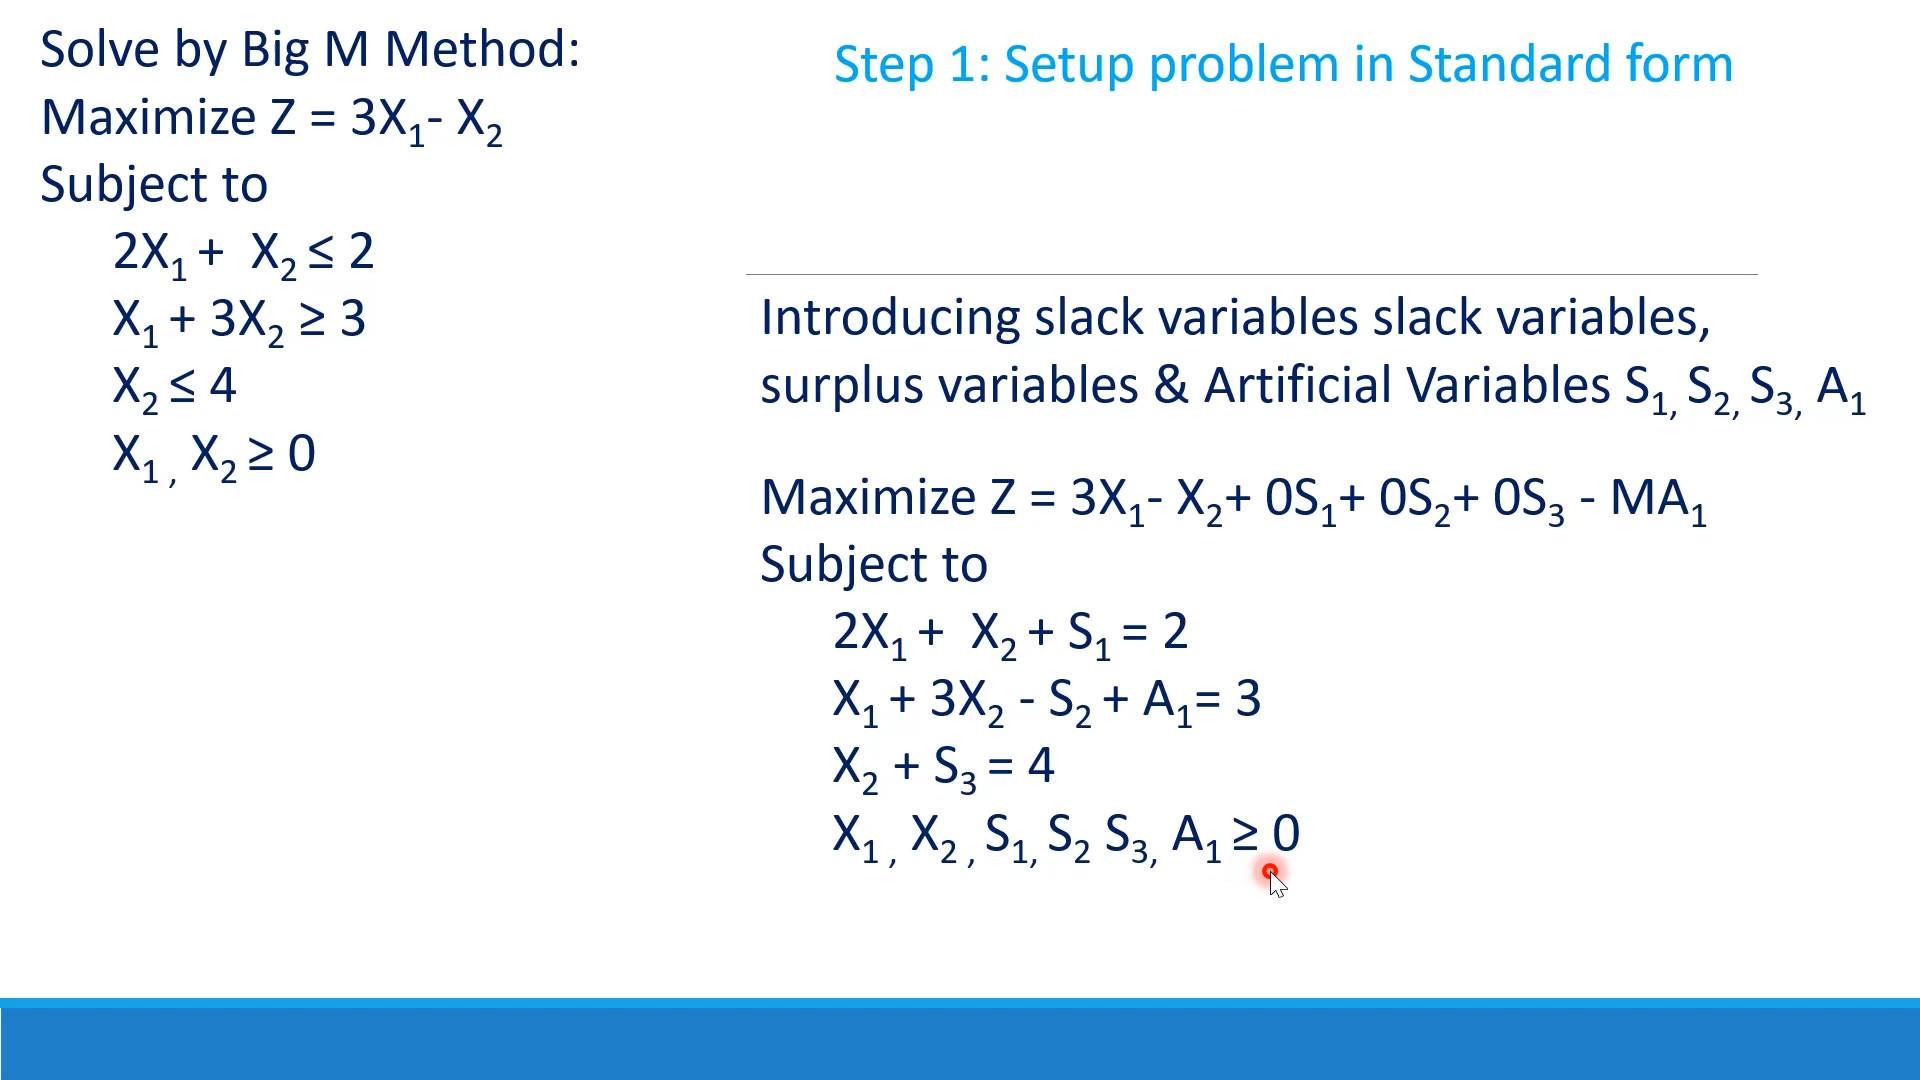 Solve by Big M Method:
Maximize Z = 3X₁- X₂
Subject to
2X₁ + X₂ ≤ 2
X₁ + 3X₂ ≥ 3
X₂ ≤ 4
X₁ , X₂ ≥ 0
Step 1: Setup problem in Standard form
Introducing slack variables slack variables,
surplus variables & Artificial Variables S₁, S₂, S₃, A₁
Maximize Z = 3X₁- X₂+ 0S₁+ 0S₂+ 0S₃ - MA₁
Subject to
2X₁ + X₂ + S₁ = 2
X₁ + 3X₂ - S₂ + A₁= 3
X₂ + S₃ = 4
X₁ , X₂ , S₁, S₂ S₃, A₁ ≥ 0